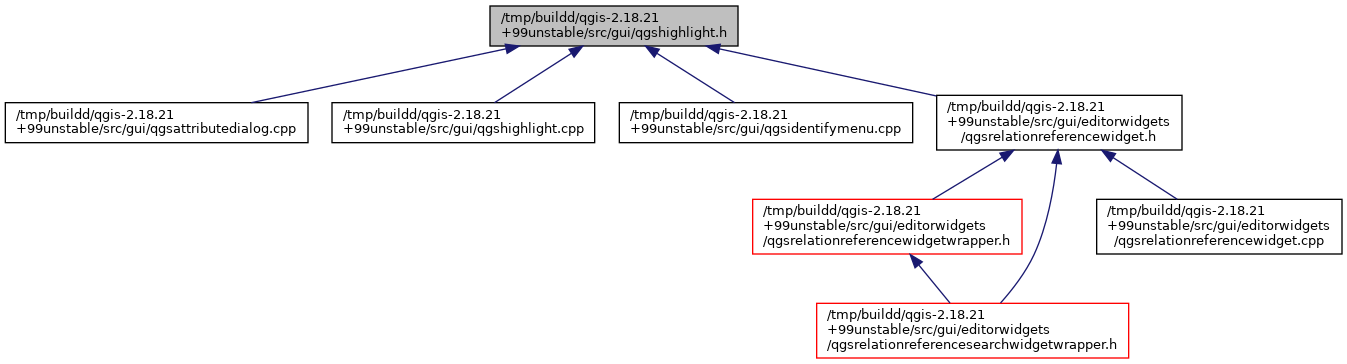 /tmp/buildd/qgis-2.18.21
+99unstable/src/gui/qgshighlight.h
/tmp/buildd/qgis-2.18.21
+99unstable/src/gui/qgsattributedialog.cpp
/tmp/buildd/qgis-2.18.21
+99unstable/src/gui/qgshighlight.cpp
/tmp/buildd/qgis-2.18.21
+99unstable/src/gui/qgsidentifymenu.cpp
/tmp/buildd/qgis-2.18.21
+99unstable/src/gui/editorwidgets
/qgsrelationreferencewidget.h
/tmp/buildd/qgis-2.18.21
+99unstable/src/gui/editorwidgets
/qgsrelationreferencewidgetwrapper.h
/tmp/buildd/qgis-2.18.21
+99unstable/src/gui/editorwidgets
/qgsrelationreferencewidget.cpp
/tmp/buildd/qgis-2.18.21
+99unstable/src/gui/editorwidgets
/qgsrelationreferencesearchwidgetwrapper.h